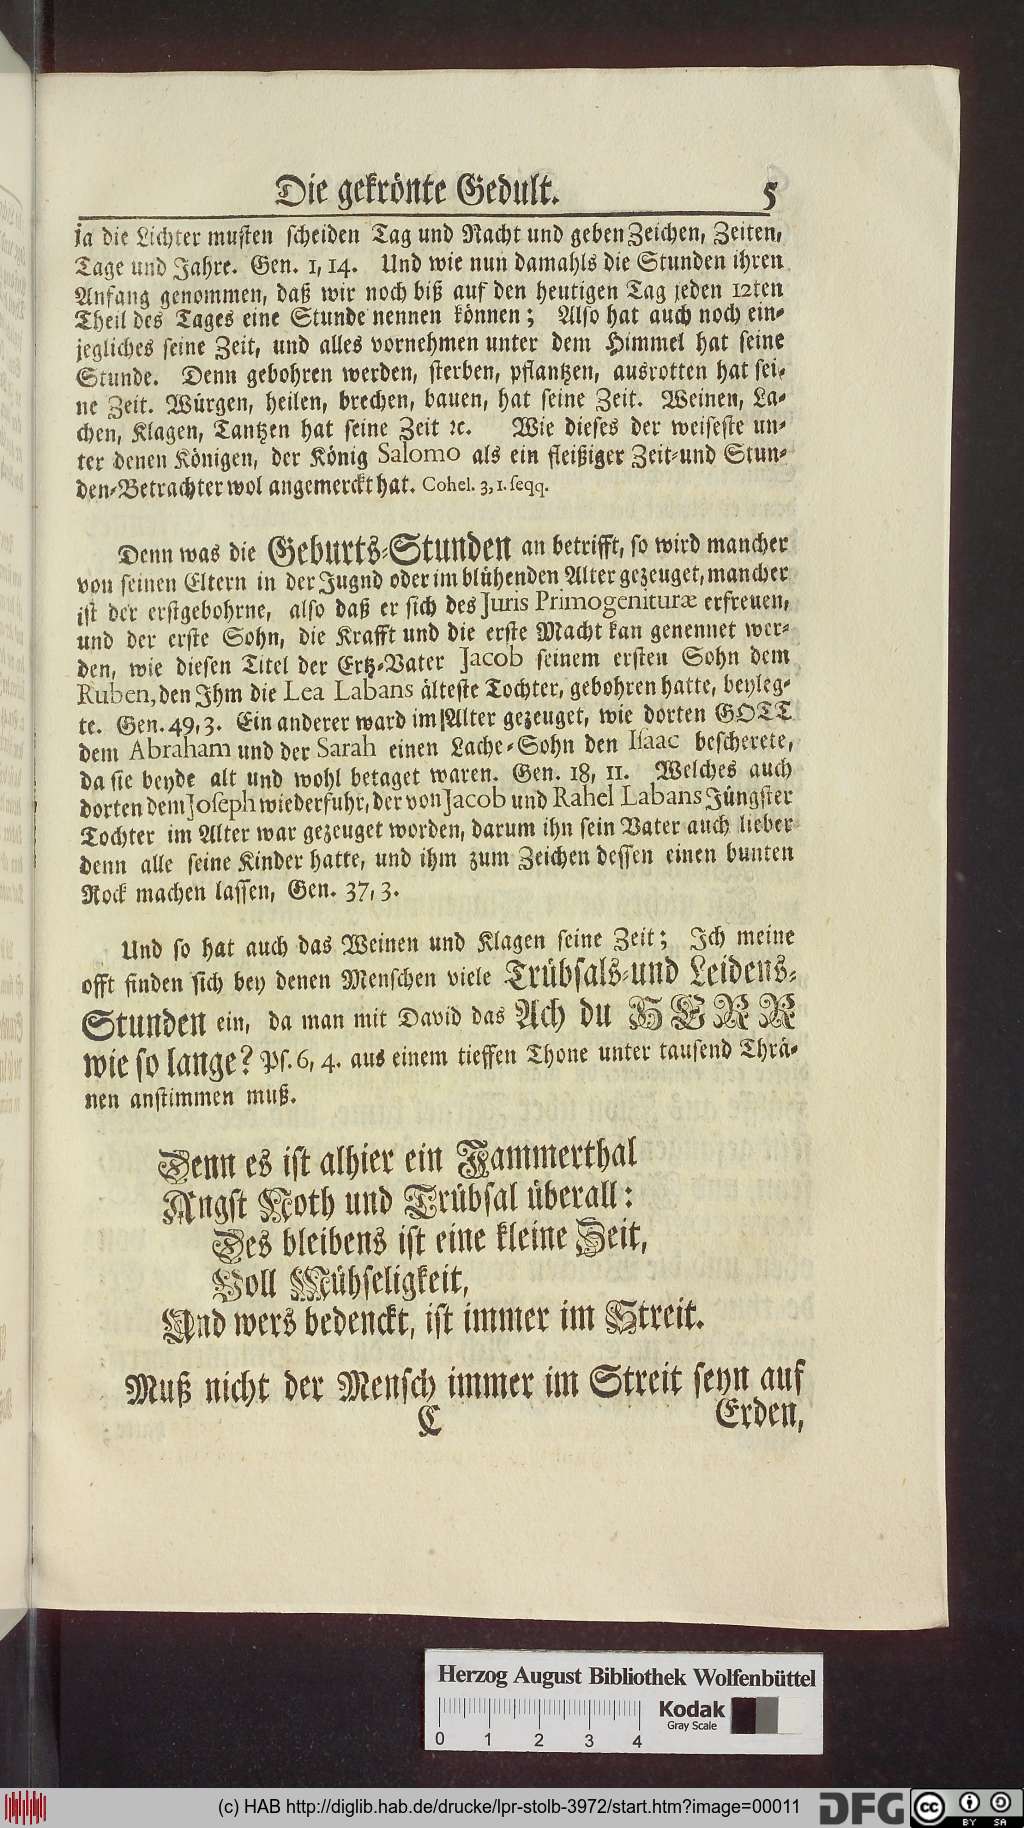 Die gekrönte Gedult. 5
ja die Lichter musten scheiden Tag und Nacht und geben Zeichen, Zeiten,
Tage und Jahre. Gen. 1, 14. Und wie nun damahls die Stunden ihren
Anfang genommen, daß wir noch biß auf den heutigen Tag jeden 12ten
Theil des Tages eine Stunde nennen können; Also hat auch noch ein-
jegliches seine Zeit, und alles vornehmen unter dem Himmel hat seine
Stunde. Denn gebohren werden, sterben, pflantzen, ausrotten hat sei-
ne Zeit. Würgen, heilen, brechen, bauen, hat seine Zeit. Weinen, La-
chen, Klagen, Tantzen hat seine Zeit ꝛc. Wie dieses der weiseste un-
ter denen Königen, der König Salomo als ein fleißiger Zeit-und Stun-
den-Betrachter wol angemerckt hat. Cohel. 3, 1. seqq.
Denn was die Geburts-Stunden an betrifft, so wird mancher
von seinen Eltern in der Jugnd oder im blühenden Alter gezeuget, mancher
ist der erstgebohrne, also daß er sich des Juris Primogenituræ erfreuen,
und der erste Sohn, die Krafft und die erste Macht kan genennet wer-
den, wie diesen Titel der Ertz-Vater Jacob seinem ersten Sohn dem
Ruben, den Ihm die Lea Labans älteste Tochter, gebohren hatte, beyleg-
te. Gen. 49, 3. Ein anderer ward im Alter gezeuget, wie dorten GOTT
dem Abraham und der Sarah einen Lache-Sohn den Isaac bescherete,
da sie beyde alt und wohl betaget waren. Gen. 18, 11. Welches auch
dorten dem Joseph wiederfuhr, der von Jacob und Rahel Labans Jüngster
Tochter im Alter war gezeuget worden, darum ihn sein Vater auch lieber
denn alle seine Kinder hatte, und ihm zum Zeichen dessen einen bunten
Rock machen lassen, Gen. 37, 3.
Und so hat auch das Weinen und Klagen seine Zeit; Ich meine
offt finden sich bey denen Menschen viele Trübsals-und Leidens-
Stunden ein, da man mit David das Ach du HERR
wie so lange? Ps. 6, 4. aus einem tieffen Thone unter tausend Thrä-
nen anstimmen muß.
Denn es ist alhier ein Jammerthal
Angst Noth und Trübsal überall:
Des bleibens ist eine kleine Zeit,
Voll Mühseligkeit,
Und wers bedenckt, ist immer im Streit.
Muß nicht der Mensch immer im Streit seyn auf
C Erden,
Herzog August Bibliothek Wolfenbüttel
0 1 2 3 4
Kodak
Gray Scale
(c) HAB http://diglib.hab.de/drucke/lpr-stolb-3972/start.htm?image=00011
DFG
cc BY SA